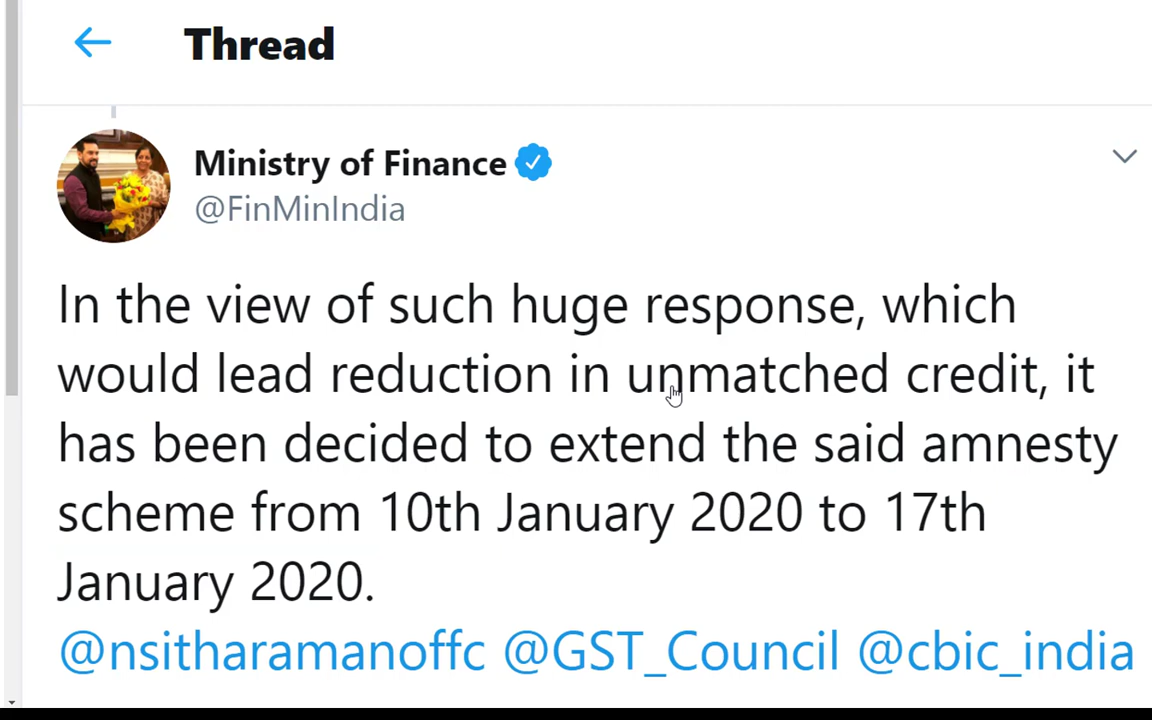 Thread
Ministry of Finance
@FinMinIndia
In the view of such huge response, which
would lead reduction in unmatched credit, it
has been decided to extend the said amnesty
scheme from 10th January 2020 to 17th
January 2020.
@nsitharamanoffc @GST_Council @cbic_india